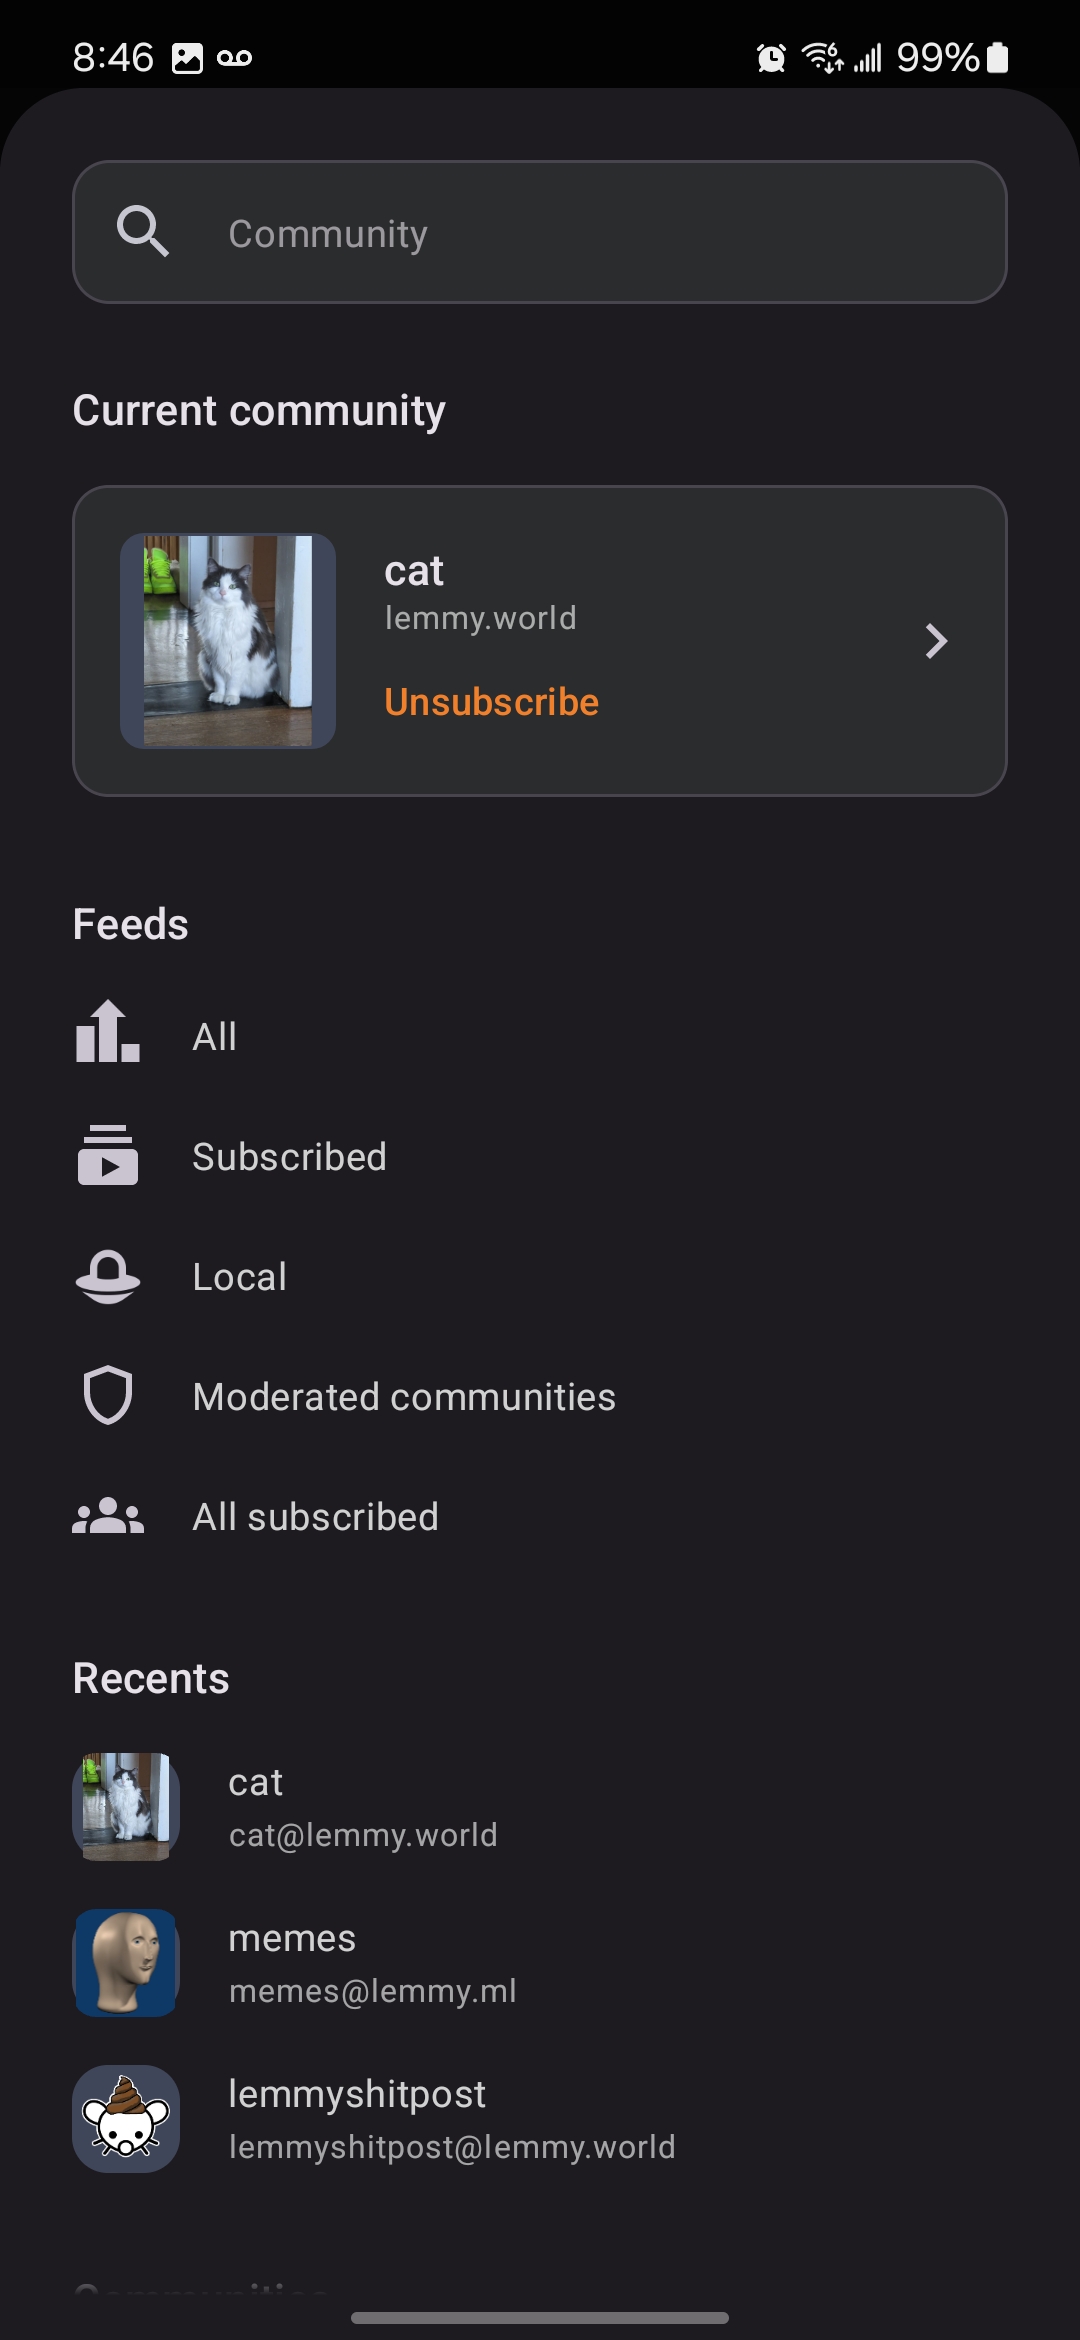 8:46
99%
Community
Current community
cat
lemmy.world
Unsubscribe
Feeds
All
Subscribed
Local
Moderated communities
All subscribed
Recents
cat
cat@lemmy.world
memes
memes@lemmy.ml
lemmyshitpost
lemmyshitpost@lemmy.world
Communities